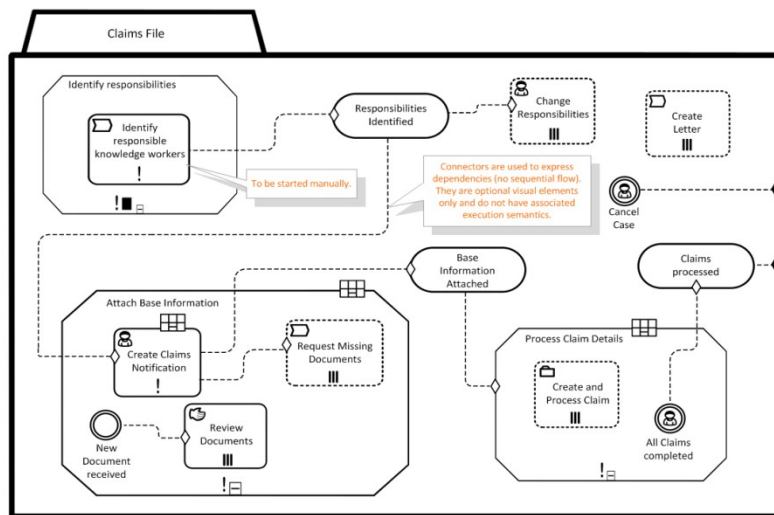 Claims File
Identify responsibilities
Identify
responsible
knowledge workers
!
To be started manually.
!
Responsibilities
Identified
Change
Responsibilities
Create
Letter
Connectors are used to express
dependencies (no sequential flow).
They are optional visual elements
only and do not have associated
execution semantics.
Cancel
Case
Base
Information
Attached
Claims
processed
Attach Base Information
Create Claims
Notification
!
Request Missing
Documents
New
Document
received
Review
Documents
!
Process Claim Details
Create and
Process Claim
All Claims
completed
!